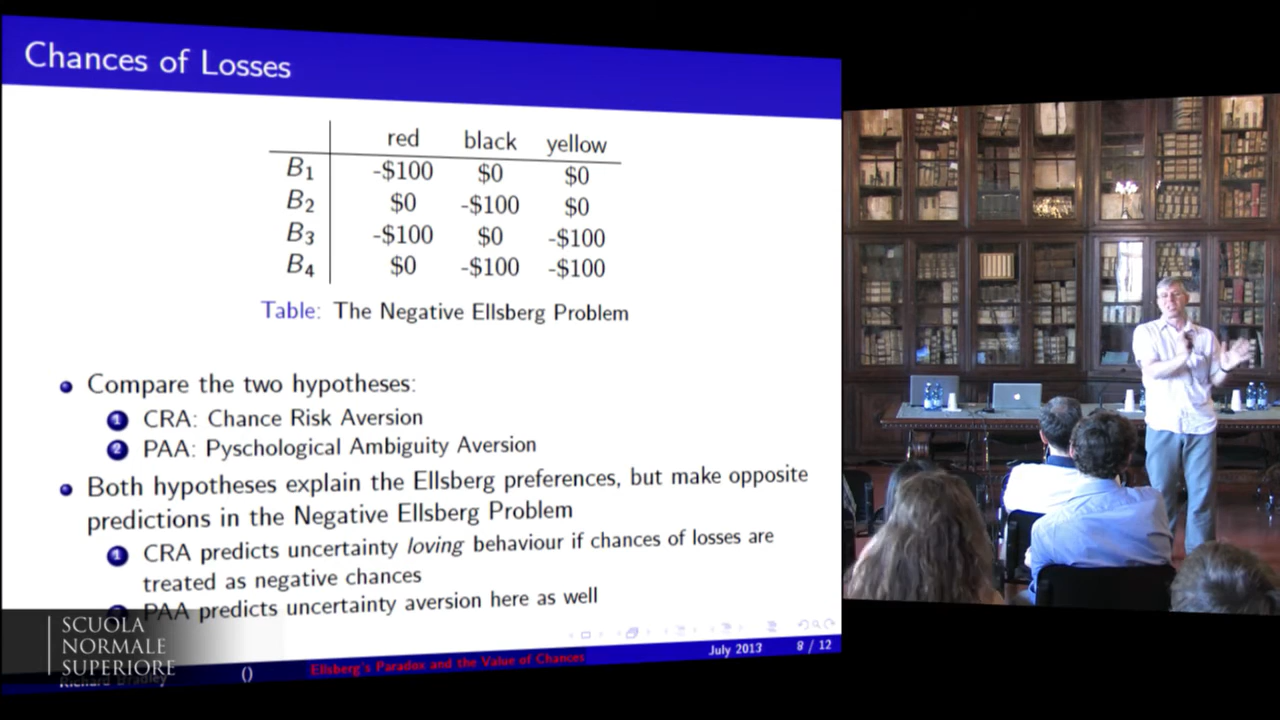 Chances of Losses
red black yellow
B1 -$100 $0 $0
B2 $0 -$100 $0
B3 -$100 $0 -$100
B4 $0 -$100 -$100
Table: The Negative Ellsberg Problem
Compare the two hypotheses:
1 CRA: Chance Risk Aversion
2 PAA: Pyschological Ambiguity Aversion
Both hypotheses explain the Ellsberg preferences, but make opposite
predictions in the Negative Ellsberg Problem
1 CRA predicts uncertainty loving behaviour if chances of losses are
treated as negative chances
PAA predicts uncertainty aversion here as well
SCUOLA
NORMALE
SUPERIORE
Richard Bradley () Ellsberg's Paradox and the Value of Chances July 2013 8 / 12